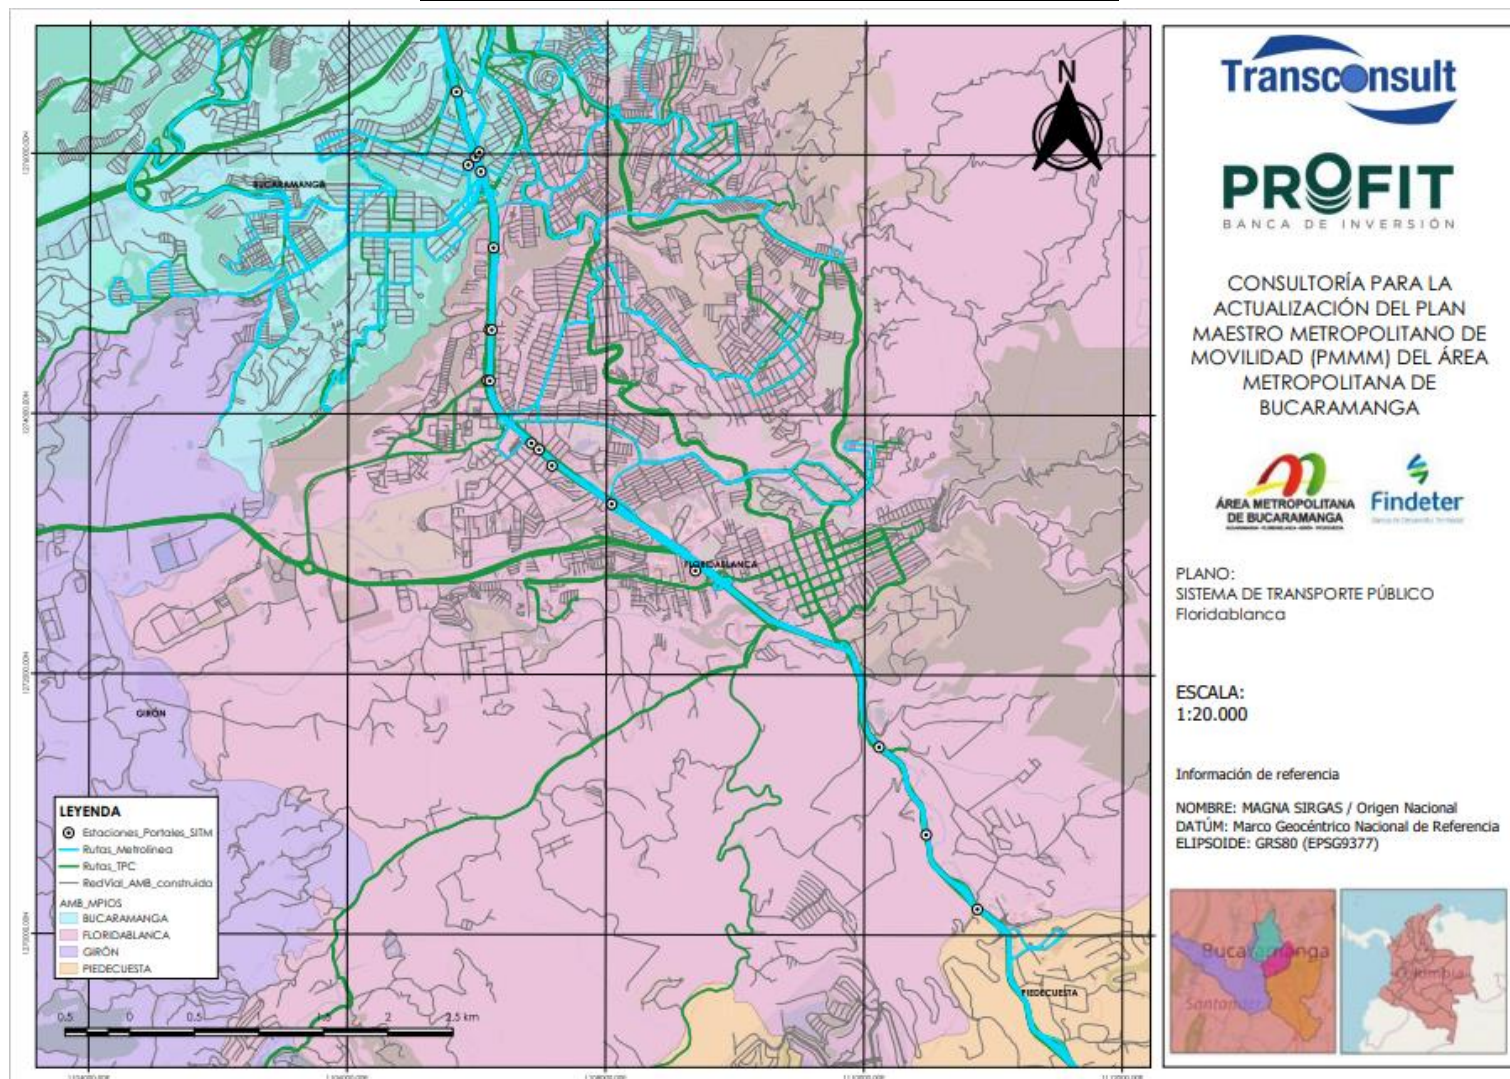 N
BUCARAMANGA
FLORIDABLANCA
GIRÓN
PIEDECUESTA
LEYENDA
Estaciones_Portales_SITM
Rutas_Metrolínea
Rutas_TPC
RedVial_AMB_construida
AMB_MPIOS
BUCARAMANGA
FLORIDABLANCA
GIRÓN
PIEDECUESTA
0.5 0 0.5 1 1.5 2 2.5 km
Transconsult
PROFIT
BANCA DE INVERSIÓN
CONSULTORÍA PARA LA
ACTUALIZACIÓN DEL PLAN
MAESTRO METROPOLITANO DE
MOVILIDAD (PMMM) DEL ÁREA
METROPOLITANA DE
BUCARAMANGA
ÁREA METROPOLITANA
DE BUCARAMANGA
Findeter
PLANO:
SISTEMA DE TRANSPORTE PÚBLICO
Floridablanca
ESCALA:
1:20.000
Información de referencia
NOMBRE: MAGNA SIRGAS / Origen Nacional
DATÚM: Marco Geocéntrico Nacional de Referencia
ELIPSOIDE: GRS80 (EPSG9377)
Bucaramanga
Santander
Colombia